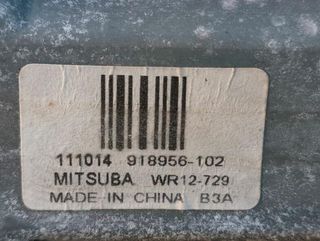 111014 918956-102
MITSUBA WR12-729
MADE IN CHINA B3A